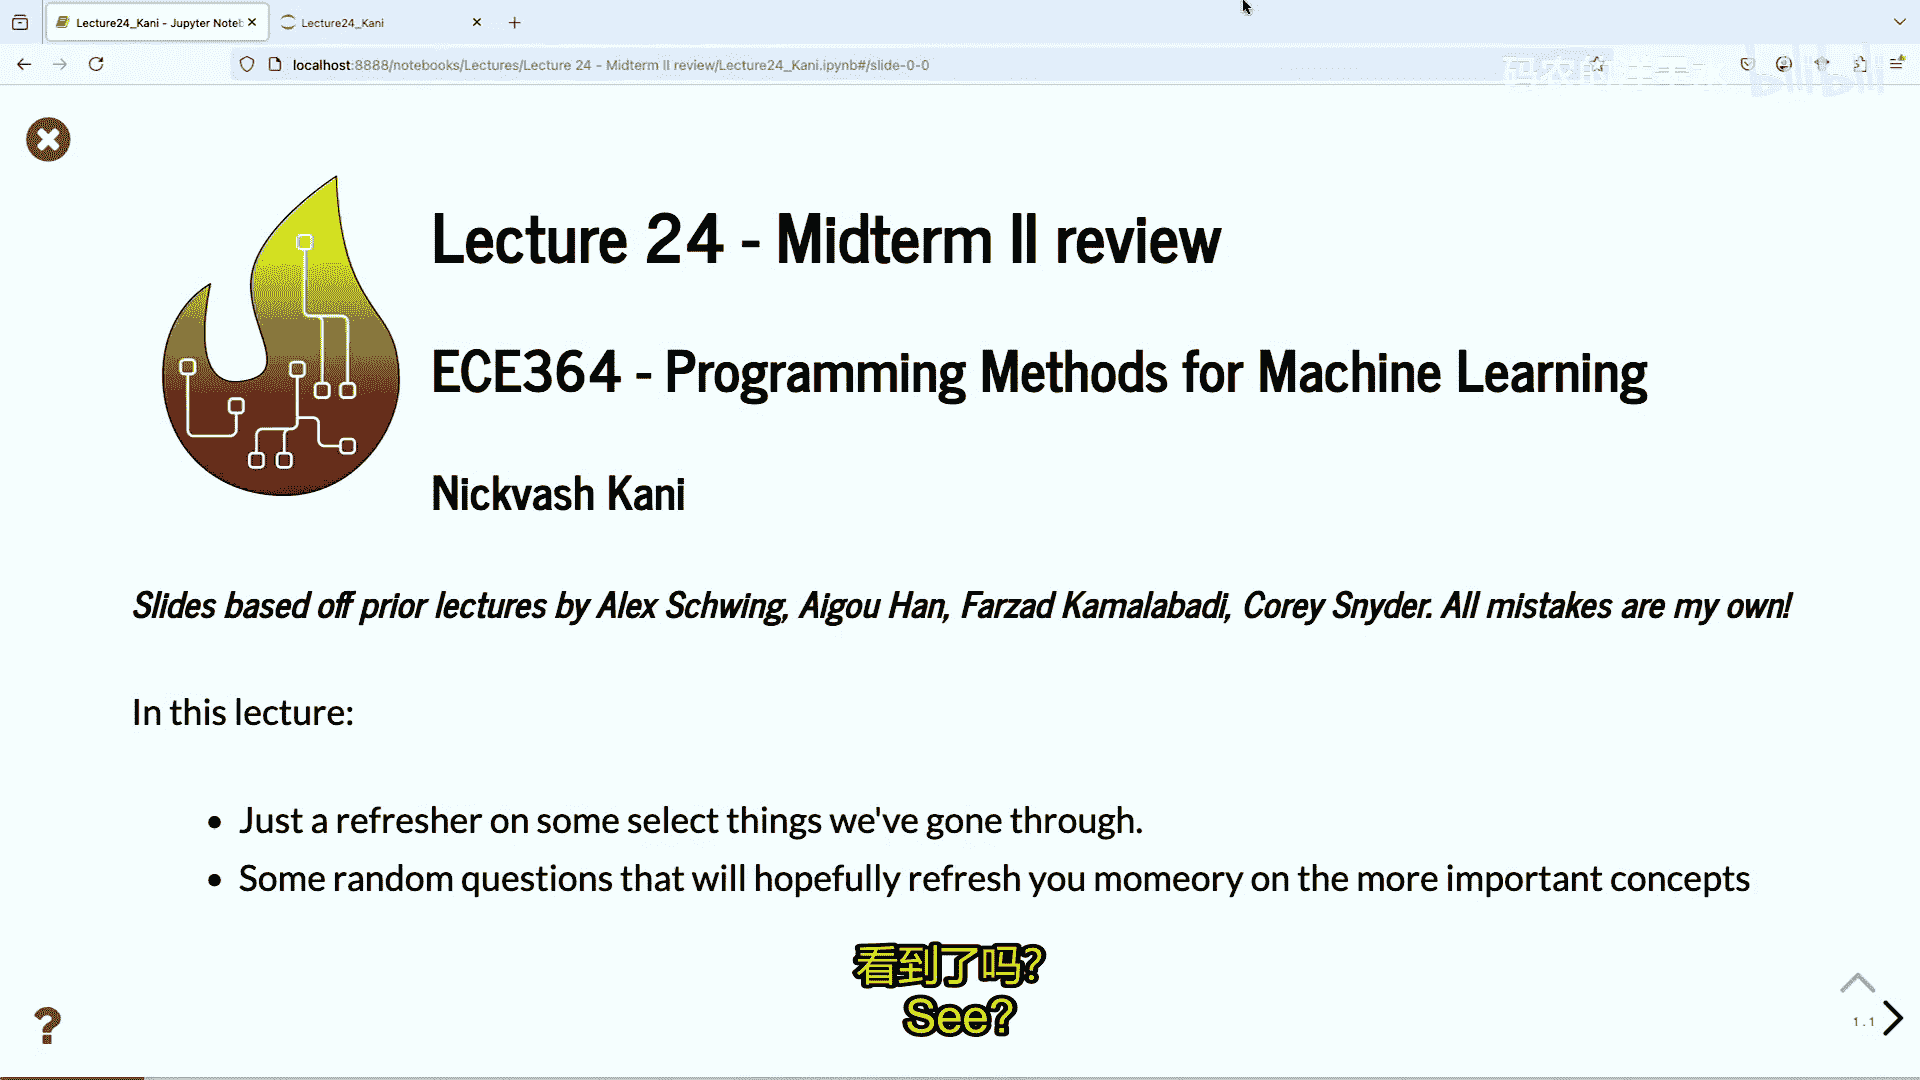 Lecture24_Kani - Jupyter Noteb
Lecture24_Kani
localhost:8888/notebooks/Lectures/Lecture 24 - Midterm II review/Lecture24_Kani.ipynb#/slide-0-0
bilibili
Lecture 24 - Midterm II review
ECE364 - Programming Methods for Machine Learning
Nickvash Kani
Slides based off prior lectures by Alex Schwing, Aigou Han, Farzad Kamalabadi, Corey Snyder. All mistakes are my own!
In this lecture:
Just a refresher on some select things we've gone through.
Some random questions that will hopefully refresh you momeory on the more important concepts
看到了吗?
See?
?
1.1